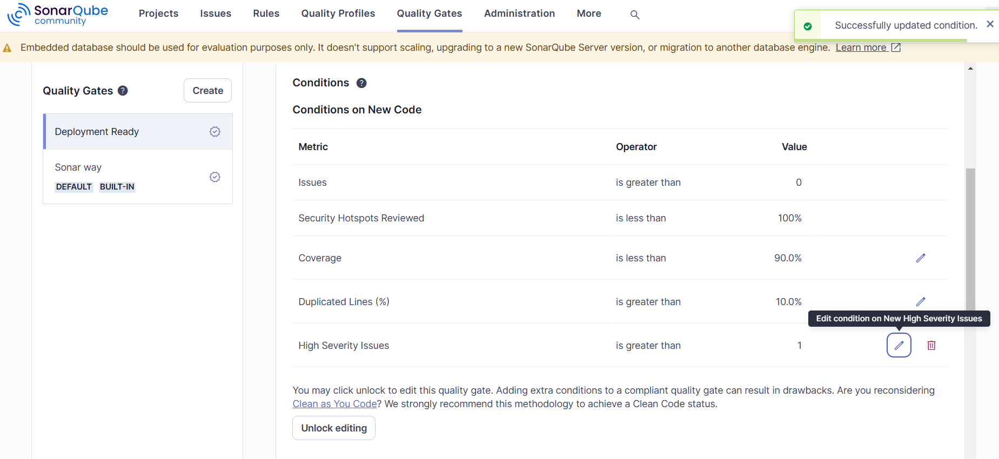 SonarQube
community
Projects
Issues
Rules
Quality Profiles
Quality Gates
Administration
More
Successfully updated condition.
Embedded database should be used for evaluation purposes only. It doesn't support scaling, upgrading to a new SonarQube Server version, or migration to another database engine. Learn more
Quality Gates ?
Create
Deployment Ready
Sonar way
DEFAULT BUILT-IN
Conditions ?
Conditions on New Code
Metric Operator Value
Issues is greater than 0
Security Hotspots Reviewed is less than 100%
Coverage is less than 90.0%
Duplicated Lines (%) is greater than 10.0%
Edit condition on New High Severity Issues
High Severity Issues is greater than 1
You may click unlock to edit this quality gate. Adding extra conditions to a compliant quality gate can result in drawbacks. Are you reconsidering
Clean as You Code? We strongly recommend this methodology to achieve a Clean Code status.
Unlock editing